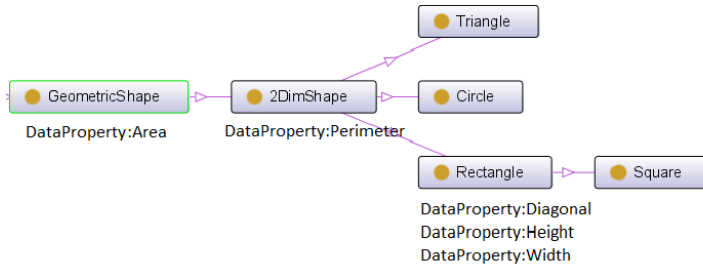 Triangle
GeometricShape
2DimShape
Circle
DataProperty:Area
DataProperty:Perimeter
Rectangle
Square
DataProperty:Diagonal
DataProperty:Height
DataProperty:Width